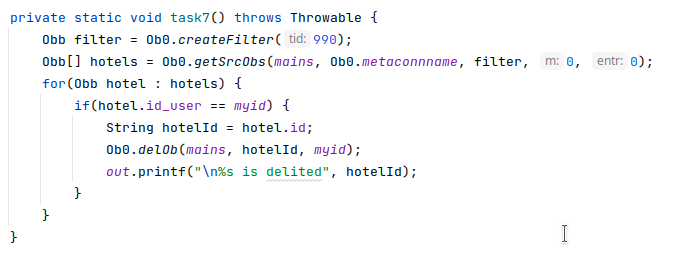 private static void task7() throws Throwable {
    Obb filter = Ob0.createFilter( tid: 990);
    Obb[] hotels = Ob0.getSrcObs(mains, Ob0.metaconnname, filter, m: 0, entr: 0);
    for(Obb hotel : hotels) {
        if(hotel.id_user == myid) {
            String hotelId = hotel.id;
            Ob0.delOb(mains, hotelId, myid);
            out.printf("\n%s is delited", hotelId);
        }
    }
}